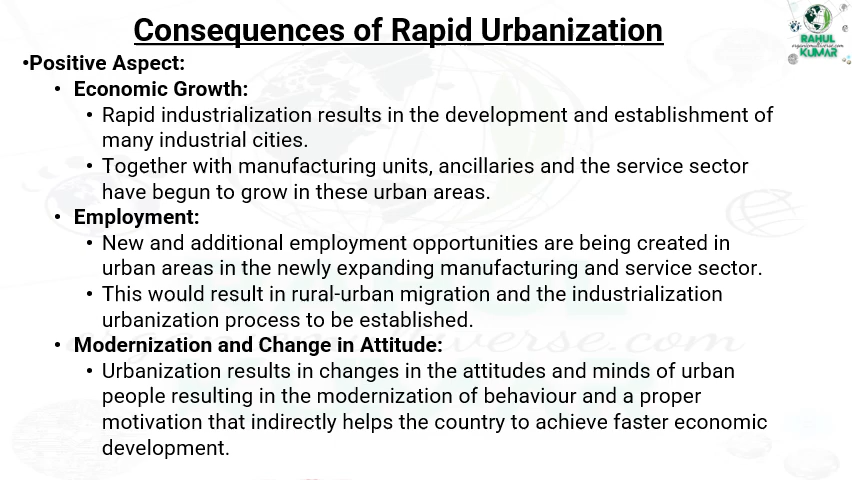 Consequences of Rapid Urbanization
RAHUL
KUMAR
•Positive Aspect:
• Economic Growth:
• Rapid industrialization results in the development and establishment of
many industrial cities.
• Together with manufacturing units, ancillaries and the service sector
have begun to grow in these urban areas.
• Employment:
• New and additional employment opportunities are being created in
urban areas in the newly expanding manufacturing and service sector.
• This would result in rural-urban migration and the industrialization
urbanization process to be established.
• Modernization and Change in Attitude:
• Urbanization results in changes in the attitudes and minds of urban
people resulting in the modernization of behaviour and a proper
motivation that indirectly helps the country to achieve faster economic
development.